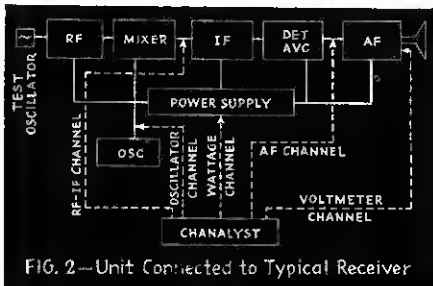 RF
MIXER
IF
DET
AVC
AF
TEST
OSCILLATOR
POWER SUPPLY
OSC
RF-IF CHANNEL
OSCILLATOR
CHANNEL
WATTAGE
CHANNEL
AF CHANNEL
VOLTMETER
CHANNEL
CHANALYST
FIG. 2—Unit Connected to Typical Receiver